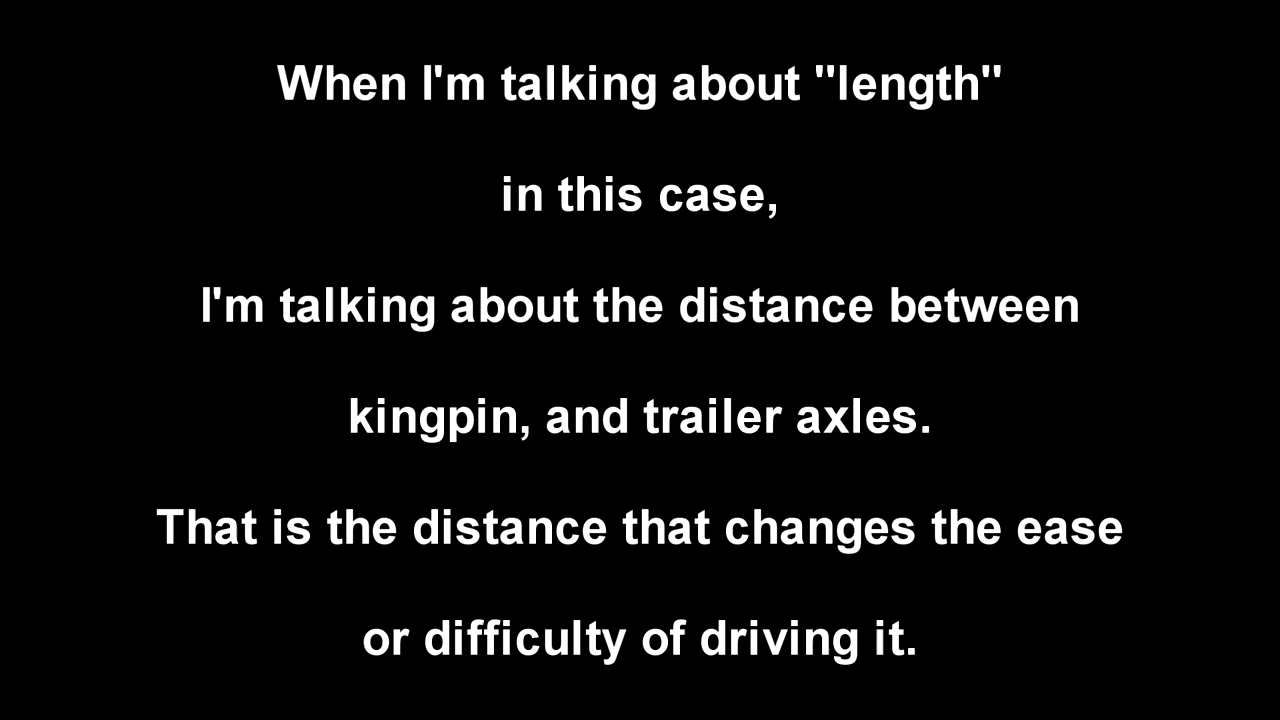 When I'm talking about "length"
in this case,
I'm talking about the distance between
kingpin, and trailer axles.
That is the distance that changes the ease
or difficulty of driving it.